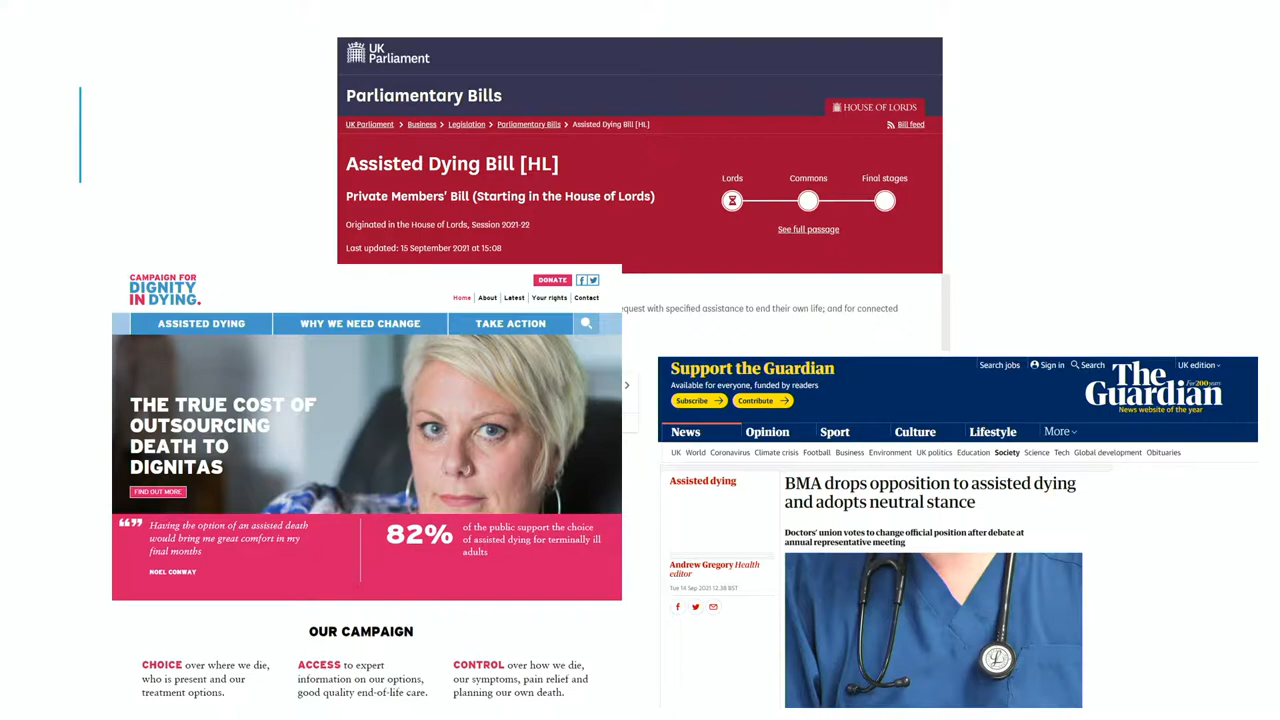 UK
Parliament
Parliamentary Bills
HOUSE OF LORDS
UK Parliament > Business > Legislation > Parliamentary Bills > Assisted Dying Bill [HL]
Bill feed
Assisted Dying Bill [HL]
Private Members' Bill (Starting in the House of Lords)
Originated in the House of Lords, Session 2021-22
Last updated: 15 September 2021 at 15:08
Lords Commons Final stages
See full passage
equest with specified assistance to end their own life; and for connected
CAMPAIGN FOR
DIGNITY
IN DYING.
DONATE
Home About Latest Your rights Contact
ASSISTED DYING WHY WE NEED CHANGE TAKE ACTION
THE TRUE COST OF
OUTSOURCING
DEATH TO
DIGNITAS
FIND OUT MORE
Having the option of an assisted death
would bring me great comfort in my
final months
NOEL CONWAY
82%
of the public support the choice
of assisted dying for terminally ill
adults
OUR CAMPAIGN
CHOICE over where we die,
who is present and our
treatment options.
ACCESS to expert
information on our options,
good quality end-of-life care.
CONTROL over how we die,
our symptoms, pain relief and
planning our own death.
Support the Guardian
Available for everyone, funded by readers
Subscribe → Contribute →
Search jobs Sign in Search UK edition
The
Guardian
For 200 years
News website of the year
News Opinion Sport Culture Lifestyle More
UK World Coronavirus Climate crisis Football Business Environment UK politics Education Society Science Tech Global development Obituaries
Assisted dying
BMA drops opposition to assisted dying
and adopts neutral stance
Doctors' union votes to change official position after debate at
annual representative meeting
Andrew Gregory Health
editor
Tue 14 Sep 2021 12.38 BST